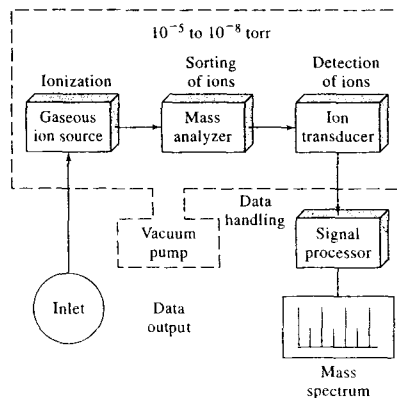 10⁻⁵ to 10⁻⁸ torr
Ionization
Sorting
of ions
Detection
of ions
Gaseous
ion source
Mass
analyzer
Ion
transducer
Data
handling
Vacuum
pump
Signal
processor
Inlet
Data
output
Mass
spectrum